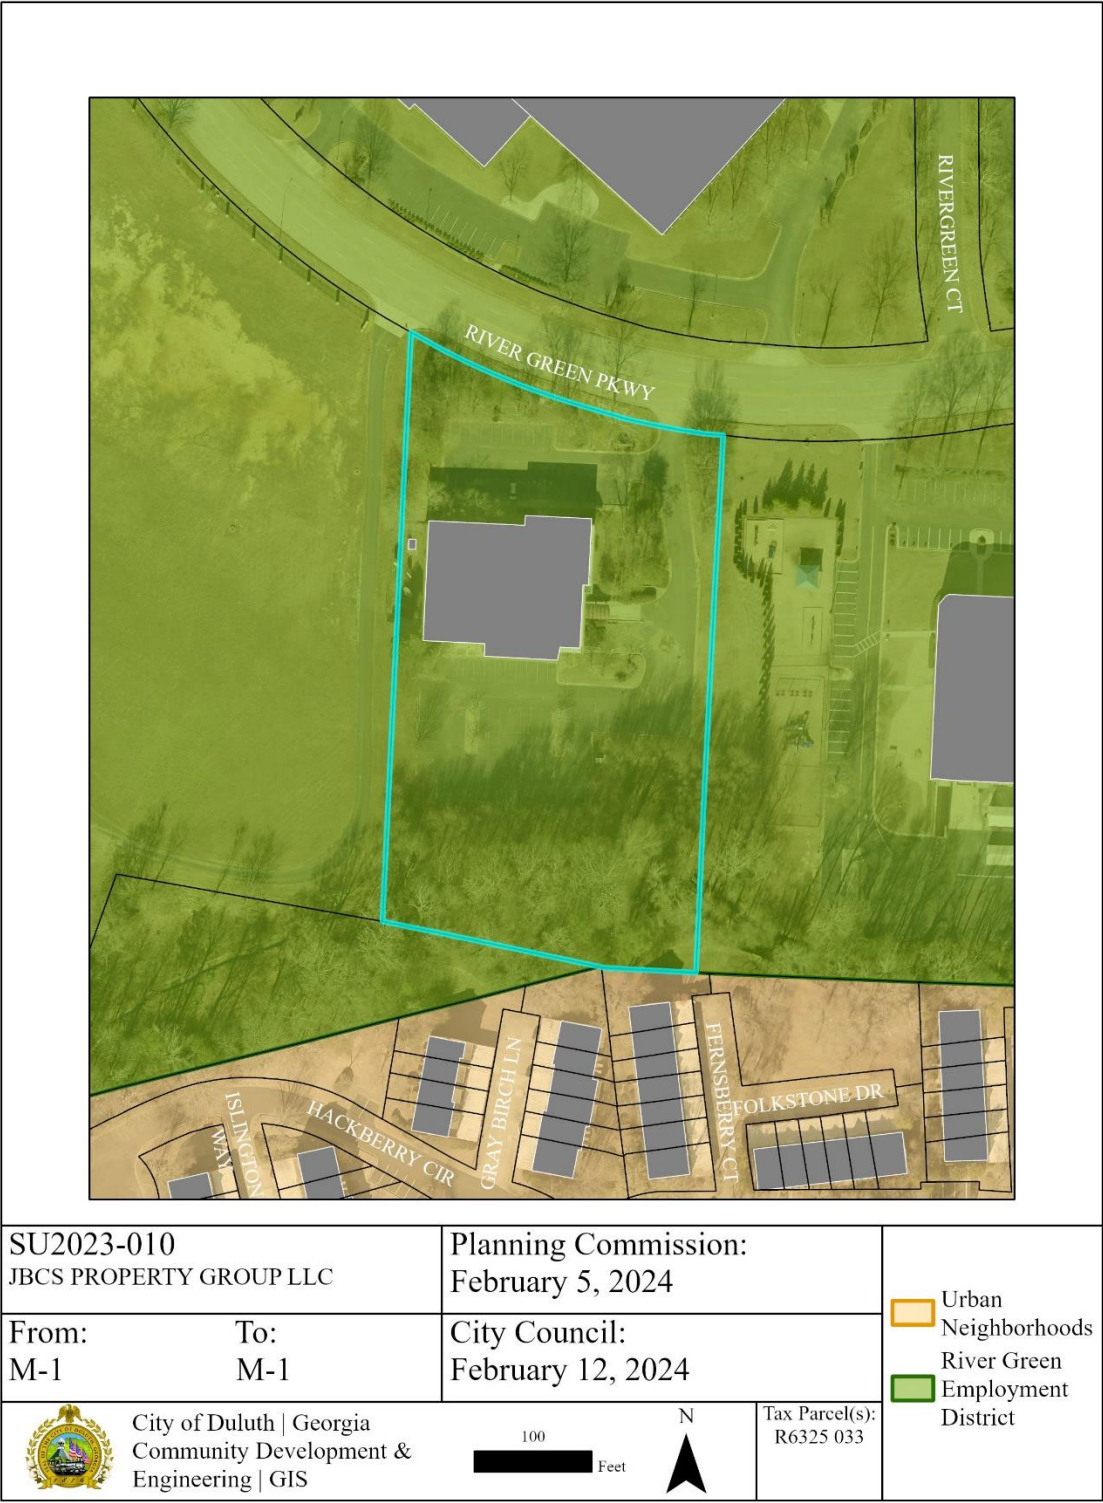 RIVERGREEN CT
RIVER GREEN PKWY
FERNSBERRY CT
FOLKSTONE DR
GRAY BIRCH LN
HACKBERRY CIR
ISLINGTON
WAY
SU2023-010
JBCS PROPERTY GROUP LLC
Planning Commission:
February 5, 2024
From: To:
M-1 M-1
City Council:
February 12, 2024
Urban
Neighborhoods
River Green
Employment
District
City of Duluth | Georgia
Community Development &
Engineering | GIS
100
Feet
N
Tax Parcel(s):
R6325 033